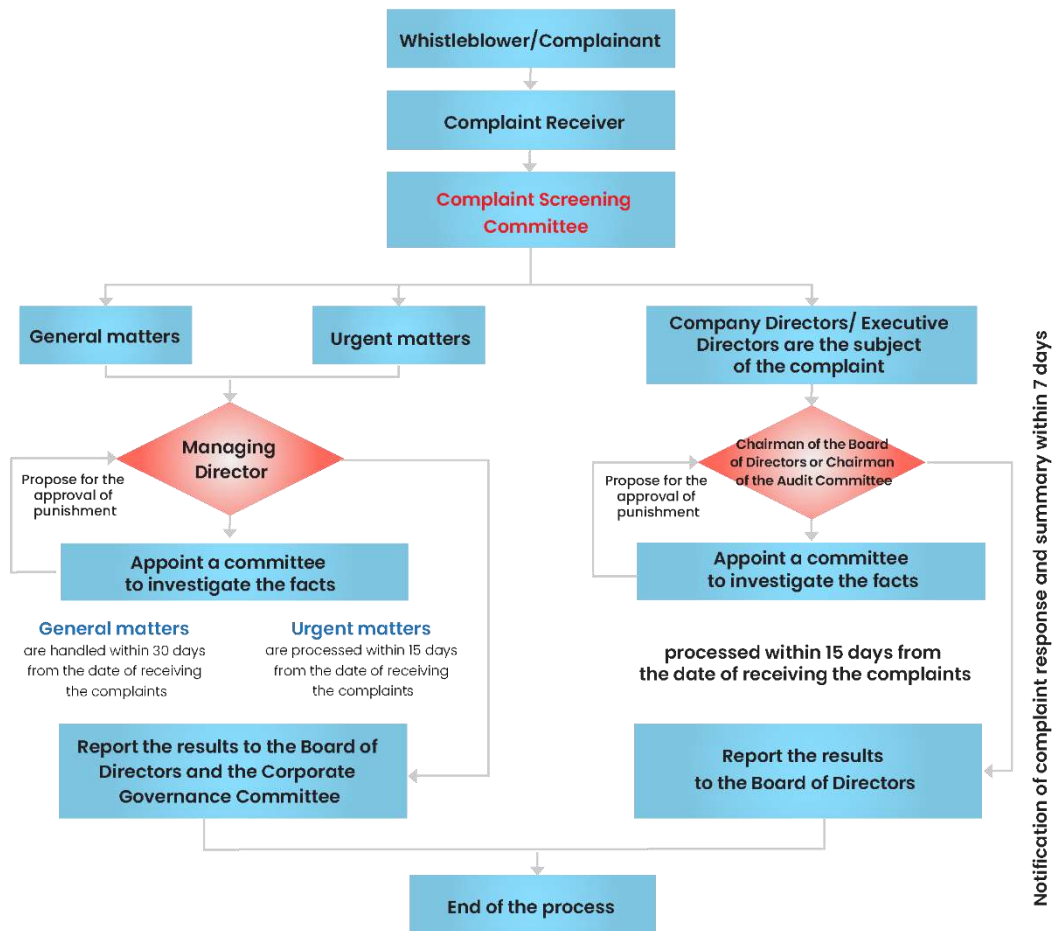 Whistleblower/Complainant
Complaint Receiver
Complaint Screening
Committee
General matters
Urgent matters
Company Directors/ Executive
Directors are the subject
of the complaint
Managing
Director
Propose for the
approval of
punishment
Chairman of the Board
of Directors or Chairman
of the Audit Committee
Propose for the
approval of
punishment
Appoint a committee
to investigate the facts
Appoint a committee
to investigate the facts
General matters
are handled within 30 days
from the date of receiving
the complaints
Urgent matters
are processed within 15 days
from the date of receiving
the complaints
processed within 15 days from
the date of receiving the complaints
Report the results to the Board of
Directors and the Corporate
Governance Committee
Report the results
to the Board of Directors
End of the process
Notification of complaint response and summary within 7 days